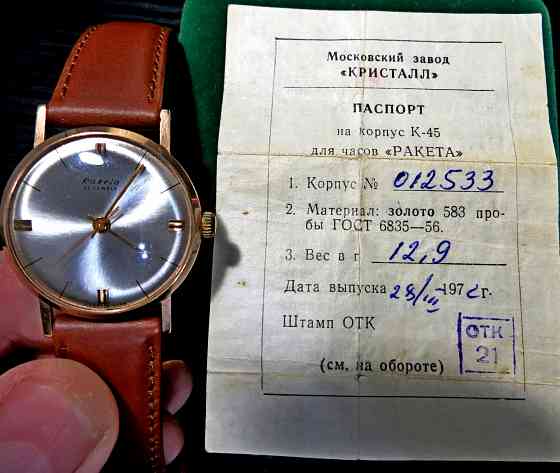 Raketa
Московский завод
«КРИСТАЛЛ»
ПАСПОРТ
на корпус К-45
для часов «РАКЕТА»
1. Корпус № 012533
2. Материал: золото 583 про-
бы ГОСТ 6835—56.
3. Вес в г 12,9
Дата выпуска 28/III —197 г.
Штамп ОТК
ОТК
21
(см. на обороте)